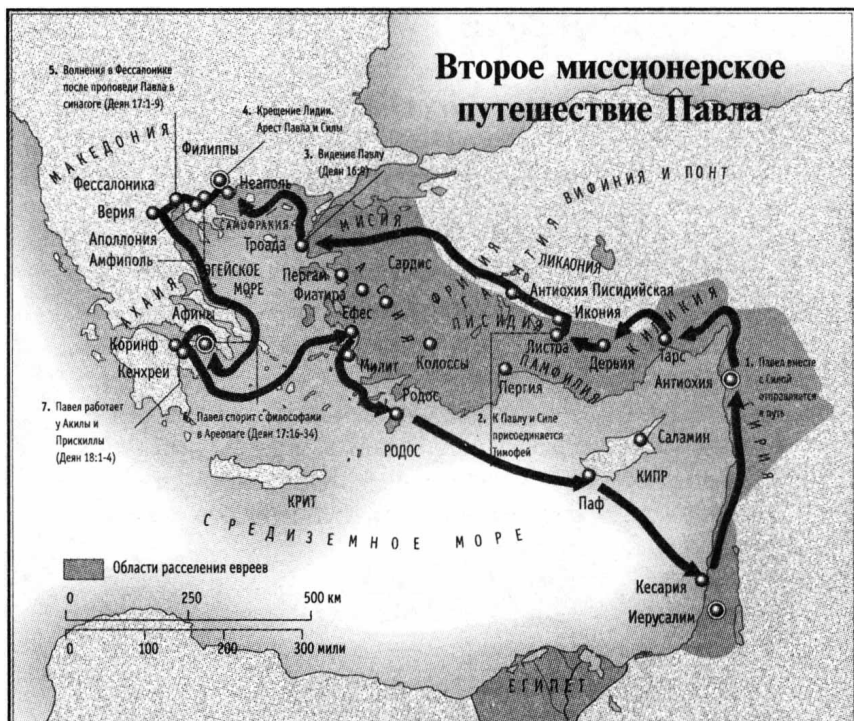 Второе миссионерское
путешествие Павла
5. Волнения в Фессалонике
после проповеди Павла в
синагоге (Деян 17:1-9)
4. Крещение Лидии.
Арест Павла и Силы
3. Видение Павлу
(Деян 16:9)
МАКЕДОНИЯ
Филиппы
Неаполь
Фессалоника
Верия
Аполлония
Амфиполь
САМОФРАКИЯ
Троада
МИСИЯ
ВИФИНИЯ И ПОНТ
ЭГЕЙСКОЕ
МОРЕ
Пергам
Фиатира
Сардис
АСИЯ
ФРИГИЯ
ГАЛАТИЯ
ЛИКАОНИЯ
Антиохия Писидийская
Икония
ПИСИДИЯ
КИЛИКИЯ
АХАИЯ
Афины
Ефес
Коринф
Кенхреи
Милит
Колоссы
Листра
Дервия
Тарс
ПАМФИЛИЯ
Пергия
Антиохия
1. Павел вместе
с Силой
отправляется
в путь
СИРИЯ
7. Павел работает
у Акилы и
Прискиллы
(Деян 18:1-4)
6. Павел спорит с философами
в Ареопаге (Деян 17:16-34)
Родос
РОДОС
2. К Павлу и Силе
присоединяется
Тимофей
Саламин
КИПР
Паф
КРИТ
СРЕДИЗЕМНОЕ МОРЕ
Области расселения евреев
0 250 500 км
0 100 200 300 мили
Кесария
Иерусалим
ЕГИПЕТ